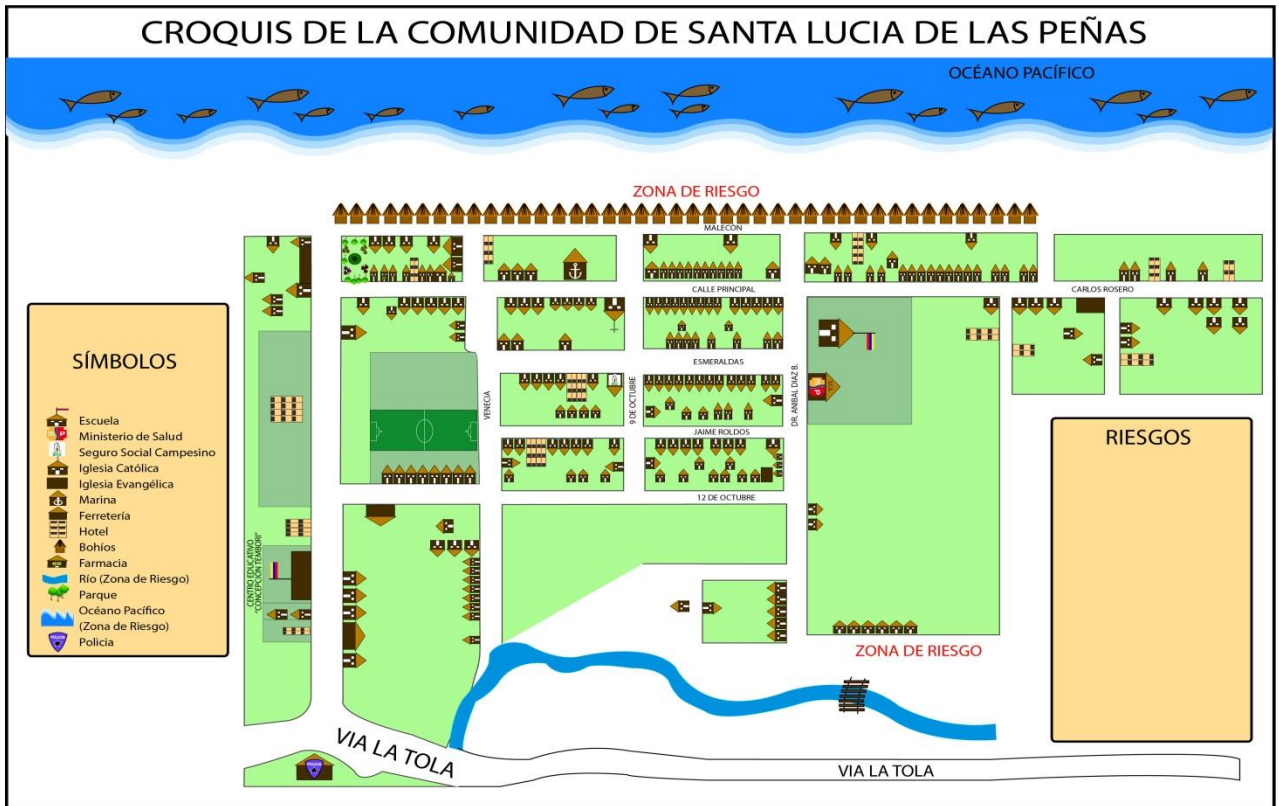 CROQUIS DE LA COMUNIDAD DE SANTA LUCIA DE LAS PEÑAS
OCÉANO PACÍFICO
ZONA DE RIESGO
MALECÓN
CALLE PRINCIPAL
CARLOS ROSERO
SÍMBOLOS
Escuela
Ministerio de Salud
Seguro Social Campesino
Iglesia Católica
Iglesia Evangélica
Marina
Ferretería
Hotel
Bohíos
Farmacia
Río (Zona de Riesgo)
Parque
Océano Pacífico
(Zona de Riesgo)
Policia
ESMERALDAS
VENECIA
9 DE OCTUBRE
DR. ANIBAL DIAZ B.
JAIME ROLDOS
12 DE OCTUBRE
RIESGOS
CENTRO EDUCATIVO
"CONCEPCIÓN TEMBORI"
ZONA DE RIESGO
VIA LA TOLA
VIA LA TOLA